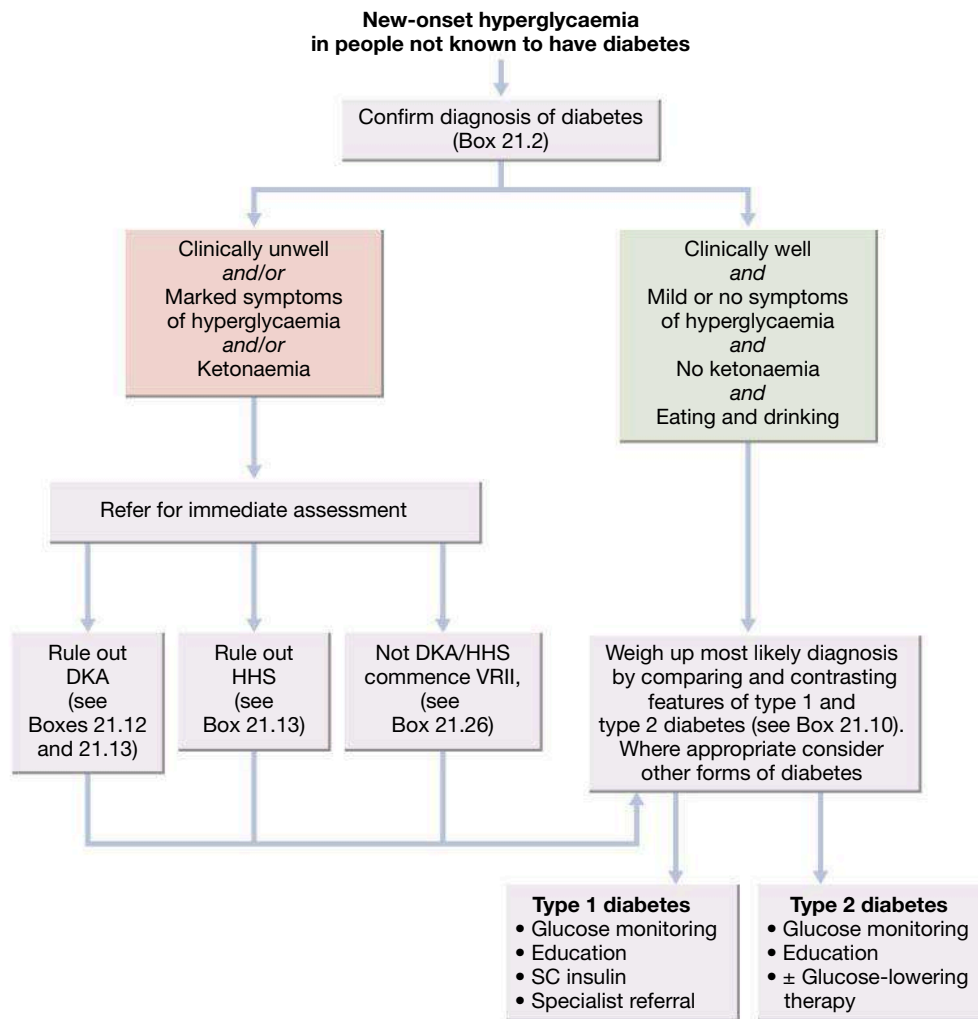 New-onset hyperglycaemia
in people not known to have diabetes
Confirm diagnosis of diabetes
(Box 21.2)
Clinically unwell
and/or
Marked symptoms
of hyperglycaemia
and/or
Ketonaemia
Clinically well
and
Mild or no symptoms
of hyperglycaemia
and
No ketonaemia
and
Eating and drinking
Refer for immediate assessment
Rule out
DKA
(see
Boxes 21.12
and 21.13)
Rule out
HHS
(see
Box 21.13)
Not DKA/HHS
commence VRII,
(see
Box 21.26)
Weigh up most likely diagnosis
by comparing and contrasting
features of type 1 and
type 2 diabetes (see Box 21.10).
Where appropriate consider
other forms of diabetes
Type 1 diabetes
• Glucose monitoring
• Education
• SC insulin
• Specialist referral
Type 2 diabetes
• Glucose monitoring
• Education
• ± Glucose-lowering
therapy